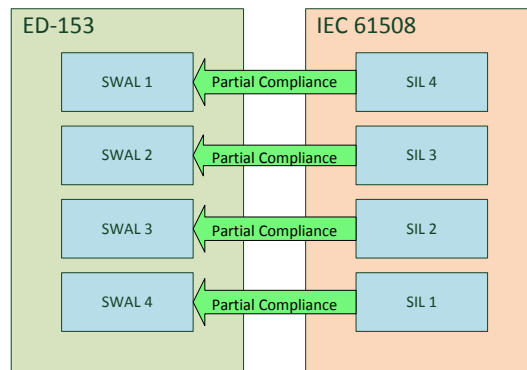 ED-153
IEC 61508
SWAL 1
Partial Compliance
SIL 4
SWAL 2
Partial Compliance
SIL 3
SWAL 3
Partial Compliance
SIL 2
SWAL 4
Partial Compliance
SIL 1